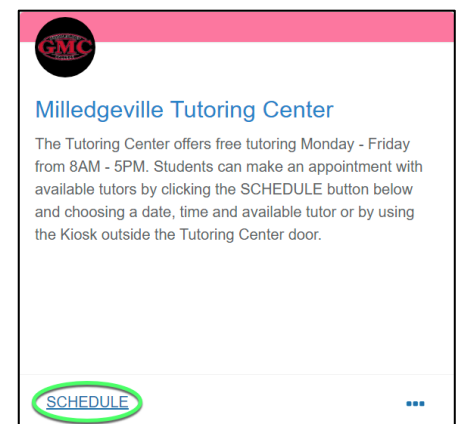 GMC
Milledgeville Tutoring Center
The Tutoring Center offers free tutoring Monday - Friday
from 8AM - 5PM. Students can make an appointment with
available tutors by clicking the SCHEDULE button below
and choosing a date, time and available tutor or by using
the Kiosk outside the Tutoring Center door.
SCHEDULE